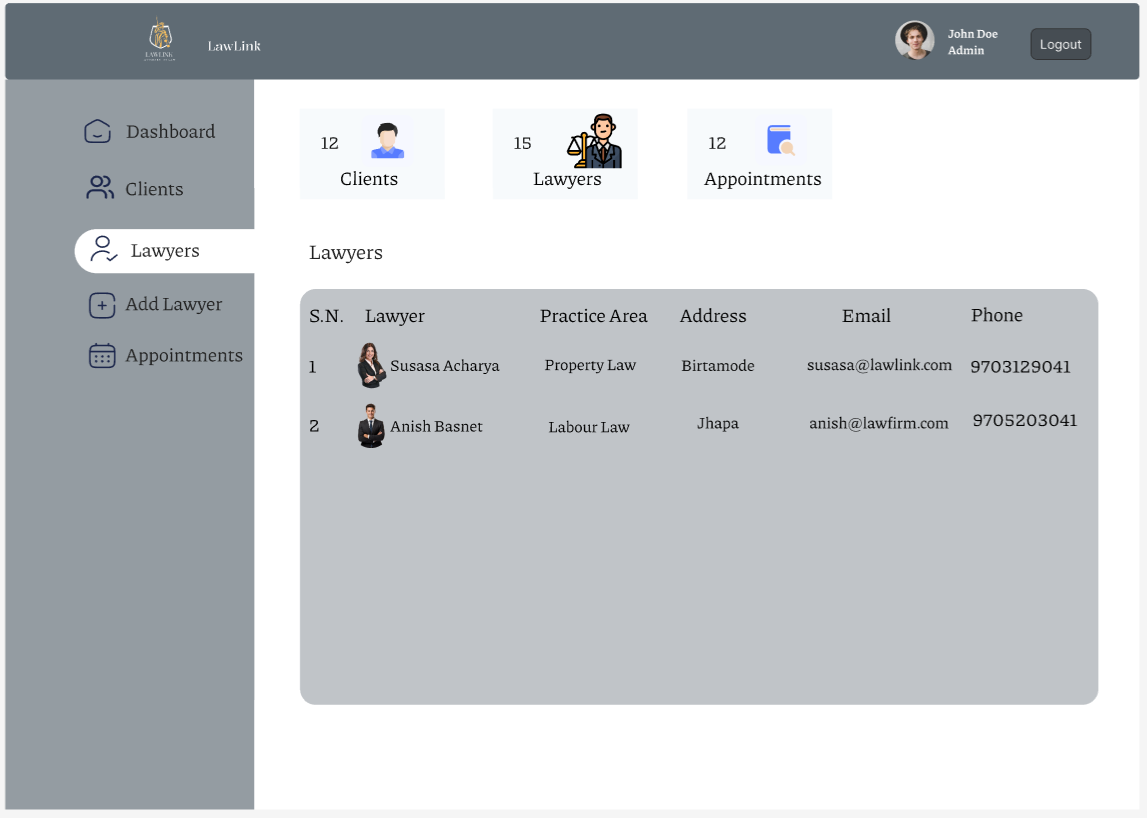 LAWLINK
LawLink
John Doe
Admin
Logout
Dashboard
Clients
Lawyers
Add Lawyer
Appointments
12
Clients
15
Lawyers
12
Appointments
Lawyers
S.N. Lawyer Practice Area Address Email Phone
1 Susasa Acharya Property Law Birtamode susasa@lawlink.com 9703129041
2 Anish Basnet Labour Law Jhapa anish@lawfirm.com 9705203041